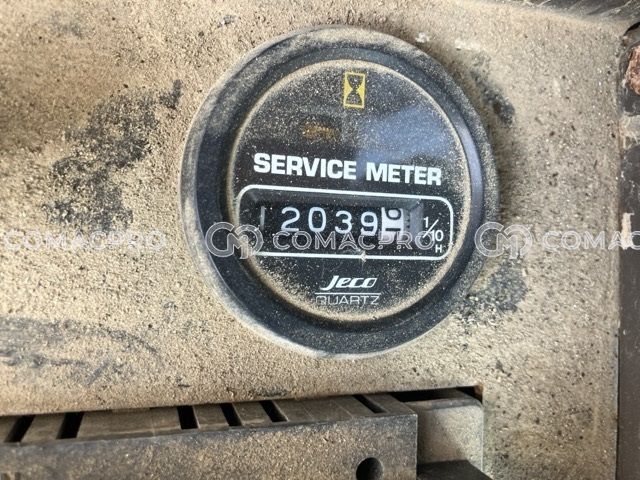 SERVICE METER
12039 1/10
H
Jeco
QUARTZ
COMACPRO COMACPRO COMACPRO